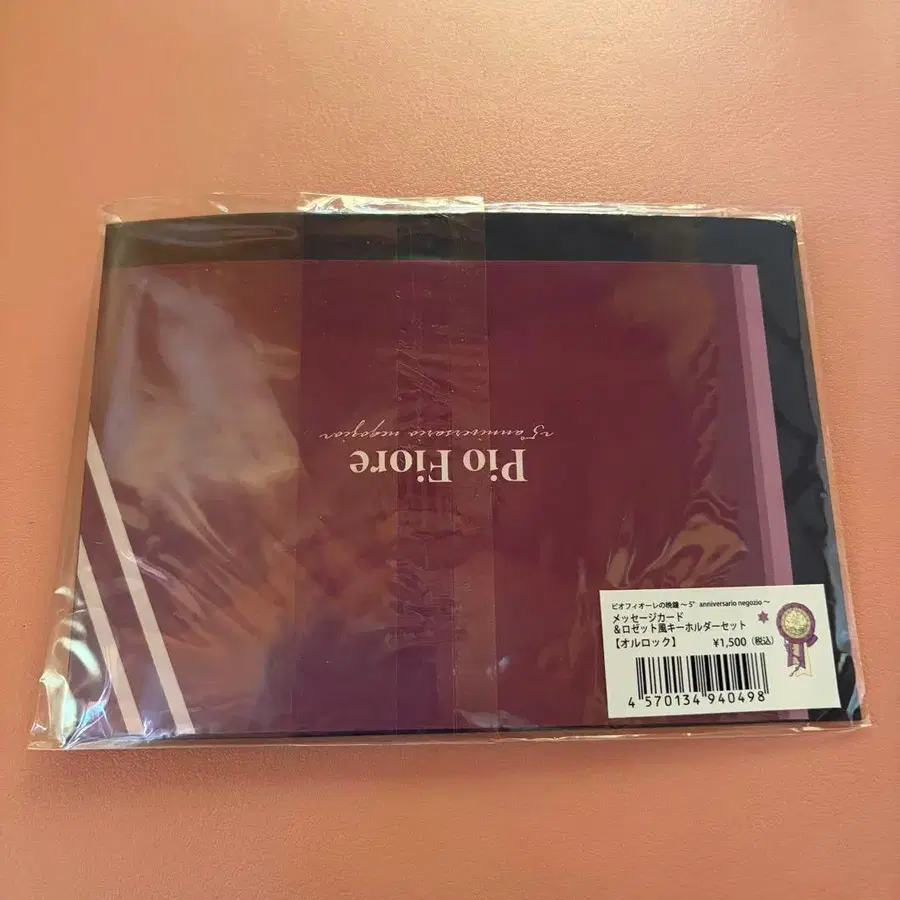 Pio Fiore
~5° anniversario negozio~
ピオフィオーレの晩鐘 ～5° anniversario negozio～
メッセージカード
&ロゼット風キーホルダーセット
【オルロック】 ¥1,500（税込）
4 570134 940498